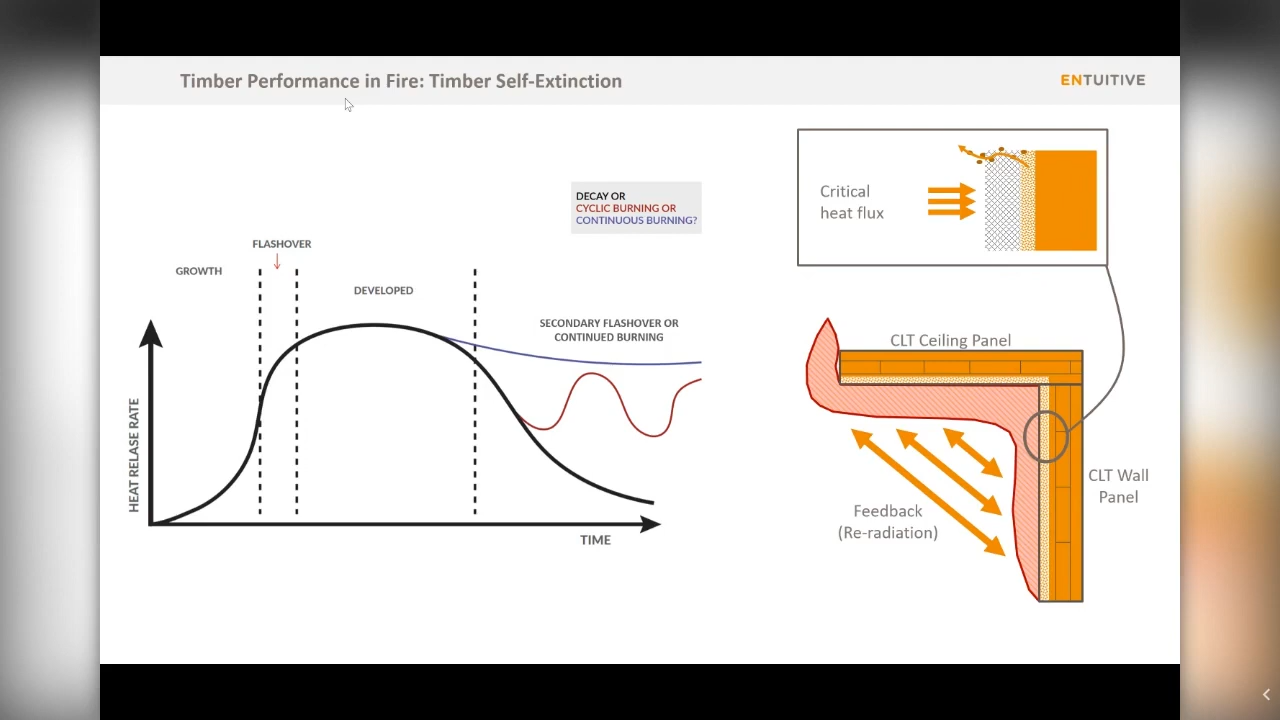 Timber Performance in Fire: Timber Self-Extinction
ENTUITIVE
DECAY OR
CYCLIC BURNING OR
CONTINUOUS BURNING?
FLASHOVER
GROWTH
DEVELOPED
SECONDARY FLASHOVER OR
CONTINUED BURNING
HEAT RELASE RATE
TIME
Critical
heat flux
CLT Ceiling Panel
CLT Wall
Panel
Feedback
(Re-radiation)